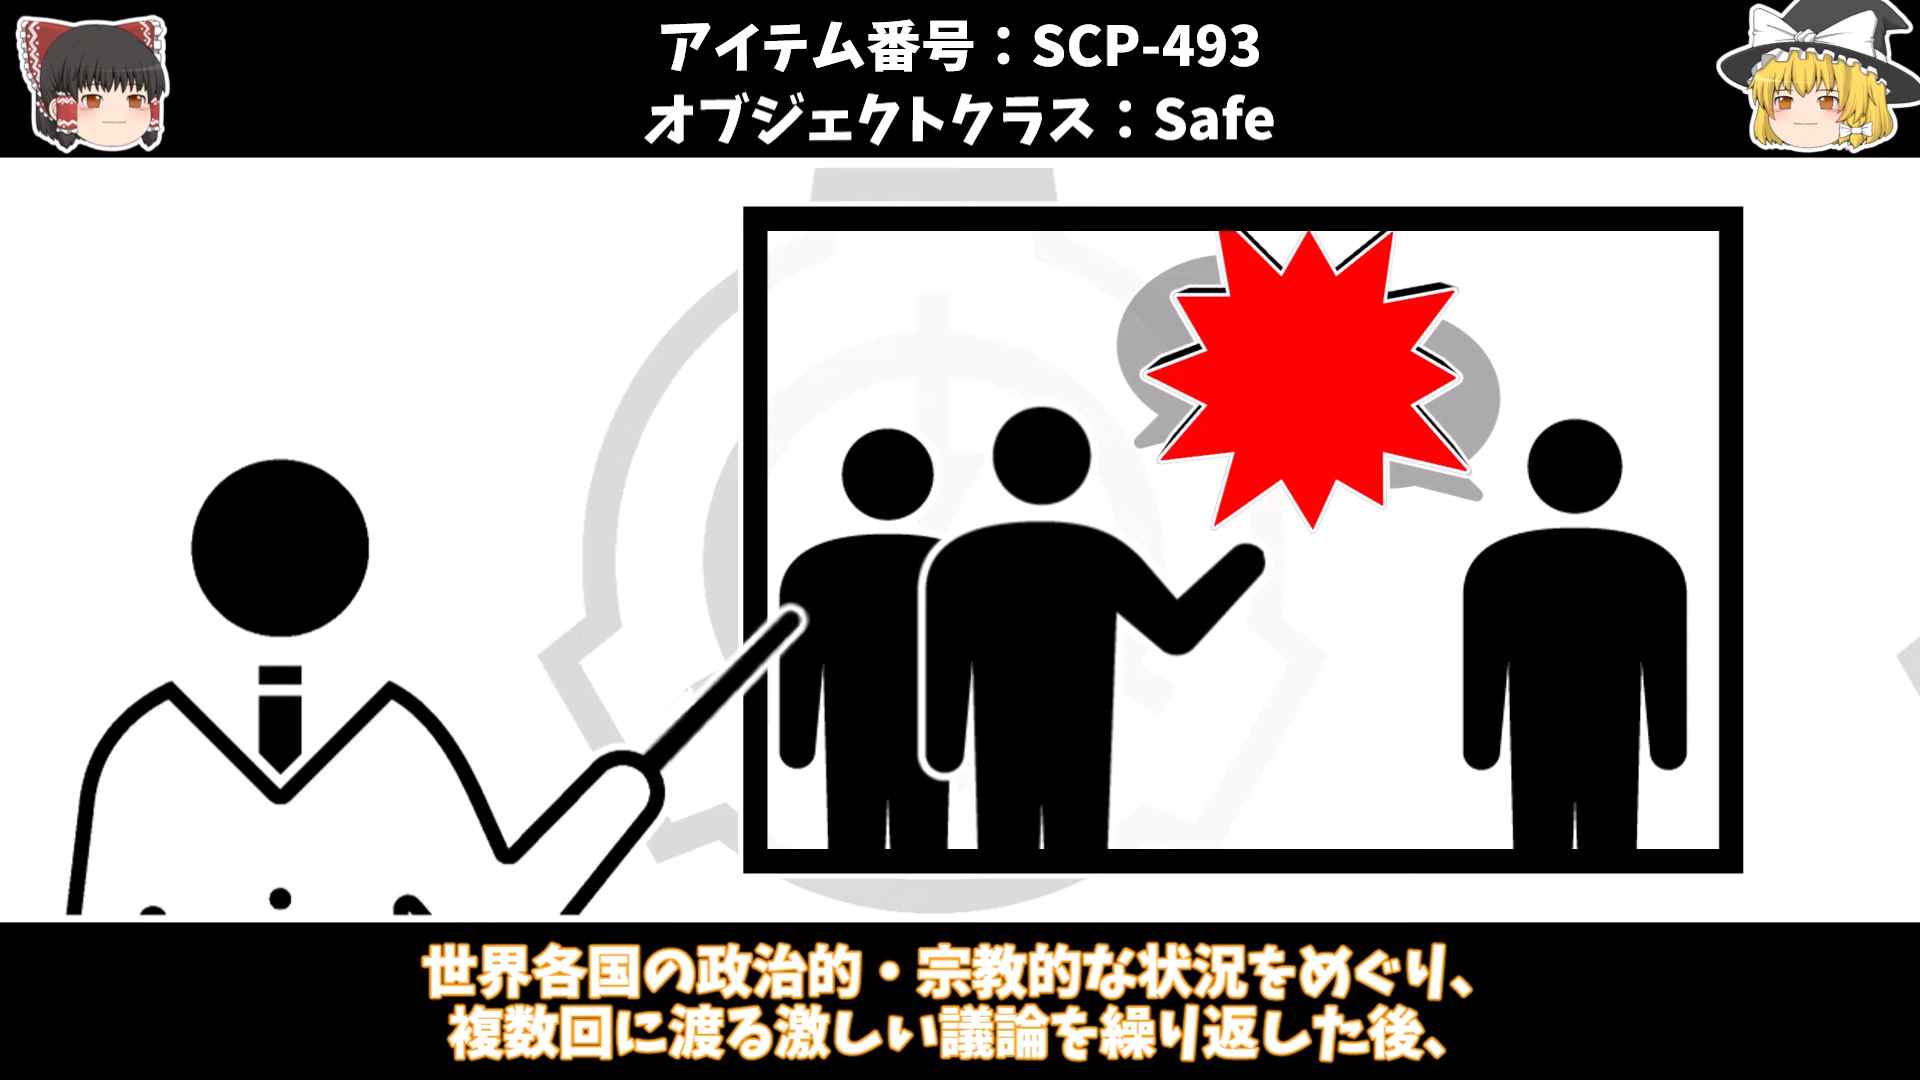 アイテム番号：SCP-493
オブジェクトクラス：Safe
世界各国の政治的・宗教的な状況をめぐり、
複数回に渡る激しい議論を繰り返した後、